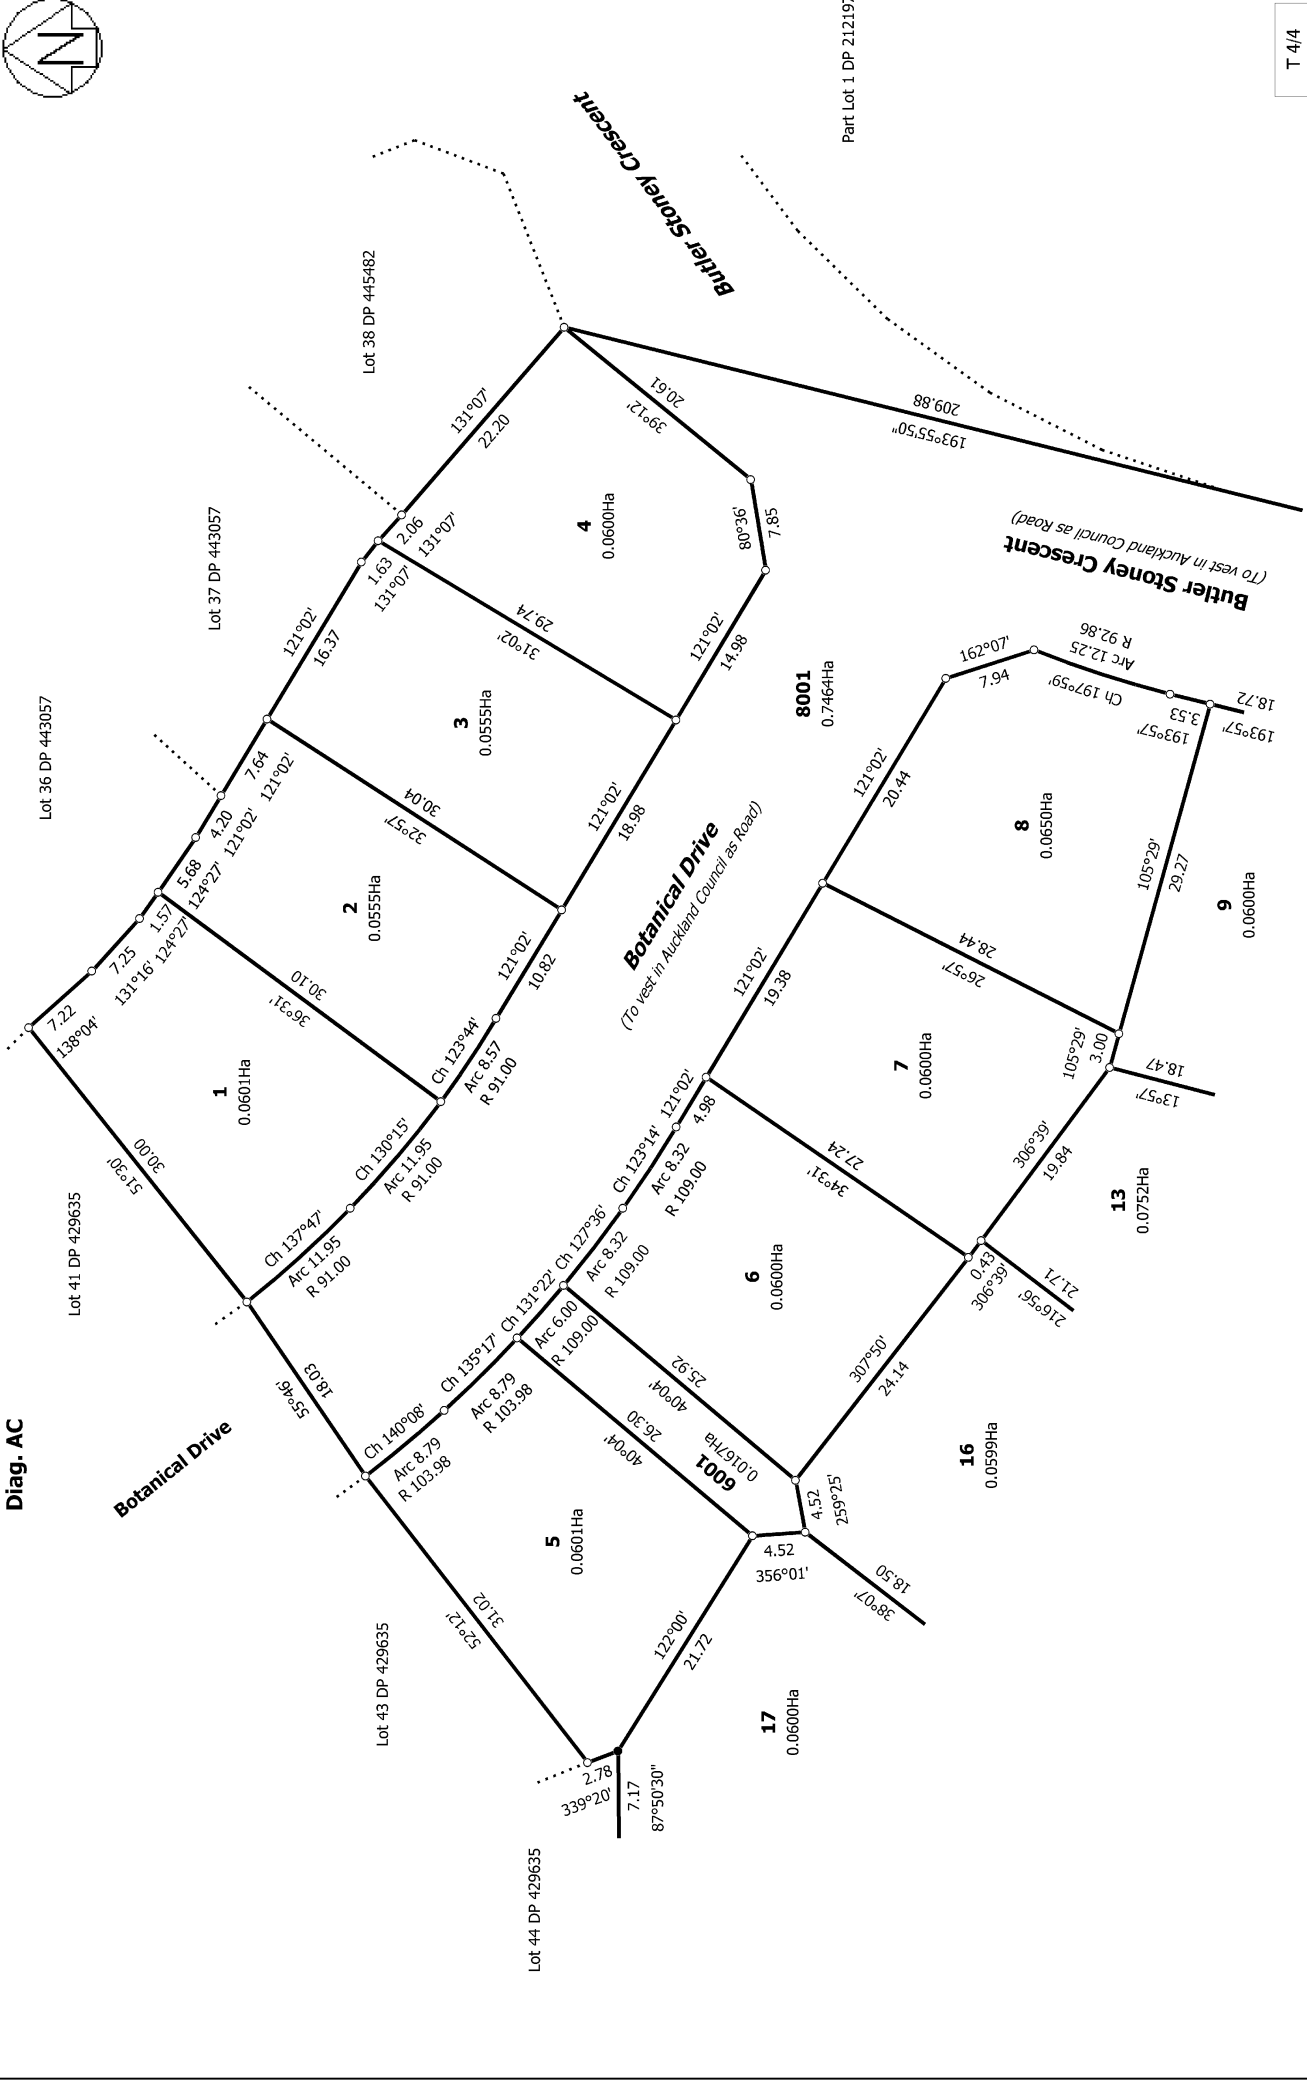 Diag. AC
N
T 4/4
Lot 41 DP 429635
Lot 36 DP 443057
Lot 37 DP 443057
Lot 38 DP 445482
Part Lot 1 DP 21219
Butler Stoney Crescent
Botanical Drive
Lot 43 DP 429635
Lot 44 DP 429635
1
0.0601Ha
51°30'
30.00
7.22
138°04'
7.25
131°16'
1.57
124°27'
36°31'
30.10
Ch 137°47'
Arc 11.95
R 91.00
Ch 130°15'
Arc 11.95
R 91.00
2
0.0555Ha
5.68
124°27'
4.20
121°02'
7.64
121°02'
32°57'
30.04
Ch 123°44'
Arc 8.57
R 91.00
121°02'
10.82
3
0.0555Ha
121°02'
16.37
1.63
131°07'
31°02'
29.74
121°02'
18.98
4
0.0600Ha
2.06
131°07'
131°07'
22.20
39°12'
20.61
80°36'
7.85
121°02'
14.98
193°55'50"
209.88
8001
0.7464Ha
Botanical Drive
(To vest in Auckland Council as Road)
Butler Stoney Crescent
(To vest in Auckland Council as Road)
55°46'
18.03
5
0.0601Ha
52°12'
31.02
Ch 140°08'
Arc 8.79
R 103.98
Ch 135°17'
Arc 8.79
R 103.98
40°04'
26.30
122°00'
21.72
2.78
339°20'
7.17
87°50'30"
6001
0.0167Ha
Ch 131°22'
Arc 6.00
R 109.00
40°04'
25.92
4.52
356°01'
4.52
259°25'
38°07'
18.50
6
0.0600Ha
Ch 127°36'
Arc 8.32
R 109.00
Ch 123°14'
Arc 8.32
R 109.00
121°02'
4.98
34°31'
27.24
307°50'
24.14
0.43
306°39'
216°56'
21.71
7
0.0600Ha
121°02'
19.38
26°57'
28.44
105°29'
3.00
306°39'
19.84
13°57'
18.47
8
0.0650Ha
121°02'
20.44
162°07'
7.94
Ch 197°59'
Arc 12.25
R 92.86
193°57'
3.53
193°57'
18.72
105°29'
29.27
9
0.0600Ha
13
0.0752Ha
16
0.0599Ha
17
0.0600Ha